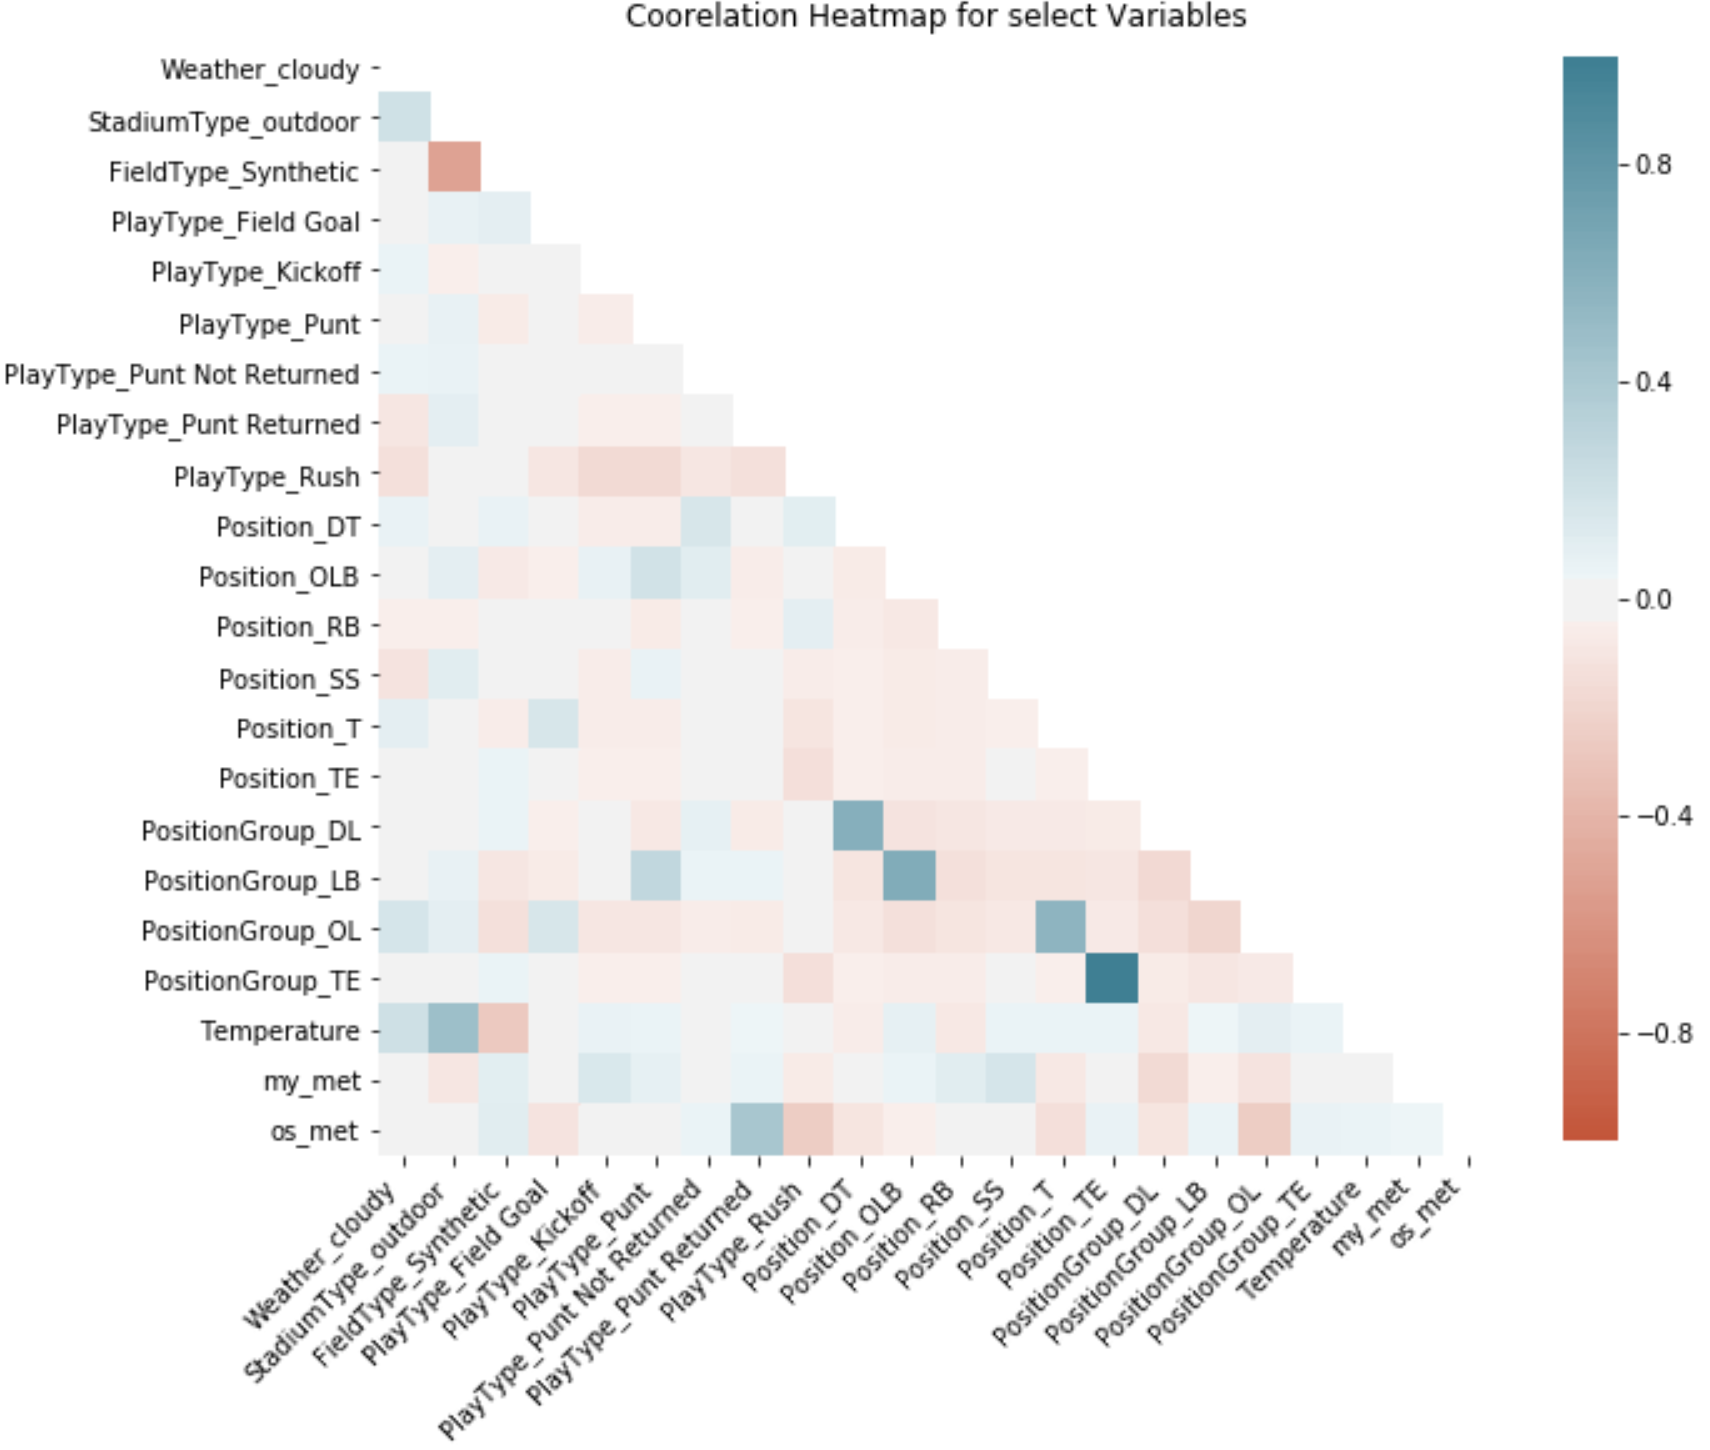 Coorelation Heatmap for select Variables
Weather_cloudy
StadiumType_outdoor
FieldType_Synthetic
PlayType_Field Goal
PlayType_Kickoff
PlayType_Punt
PlayType_Punt Not Returned
PlayType_Punt Returned
PlayType_Rush
Position_DT
Position_OLB
Position_RB
Position_SS
Position_T
Position_TE
PositionGroup_DL
PositionGroup_LB
PositionGroup_OL
PositionGroup_TE
Temperature
my_met
os_met
Weather_cloudy
StadiumType_outdoor
FieldType_Synthetic
PlayType_Field Goal
PlayType_Kickoff
PlayType_Punt
PlayType_Punt Not Returned
PlayType_Punt Returned
PlayType_Rush
Position_DT
Position_OLB
Position_RB
Position_SS
Position_T
Position_TE
PositionGroup_DL
PositionGroup_LB
PositionGroup_OL
PositionGroup_TE
Temperature
my_met
os_met
0.8
0.4
0.0
−0.4
−0.8